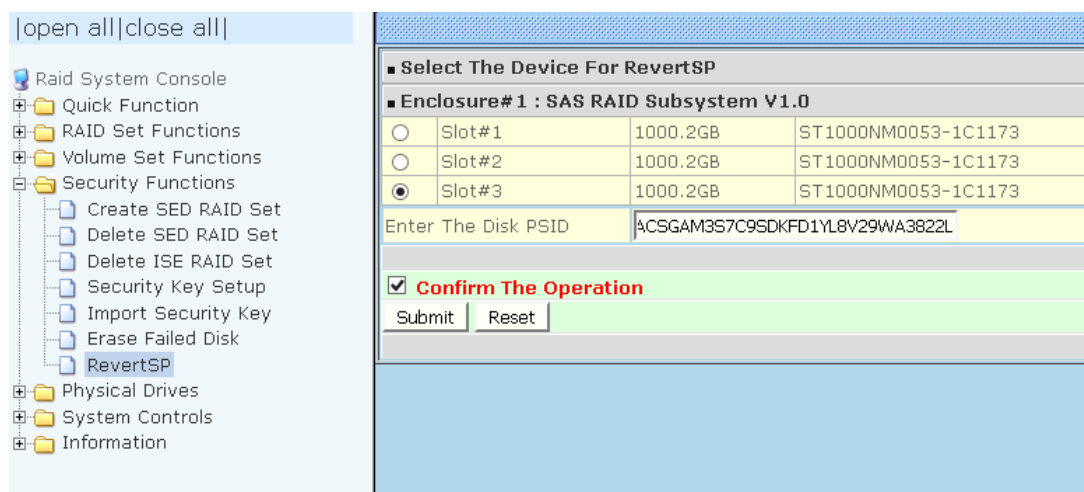 |open all|close all|
Raid System Console
Quick Function
RAID Set Functions
Volume Set Functions
Security Functions
Create SED RAID Set
Delete SED RAID Set
Delete ISE RAID Set
Security Key Setup
Import Security Key
Erase Failed Disk
RevertSP
Physical Drives
System Controls
Information
Select The Device For RevertSP
Enclosure#1 : SAS RAID Subsystem V1.0
Slot#1 1000.2GB ST1000NM0053-1C1173
Slot#2 1000.2GB ST1000NM0053-1C1173
Slot#3 1000.2GB ST1000NM0053-1C1173
Enter The Disk PSID ACSGAM3S7C9SDKFD1YL8V29WA3822L
Confirm The Operation
Submit Reset